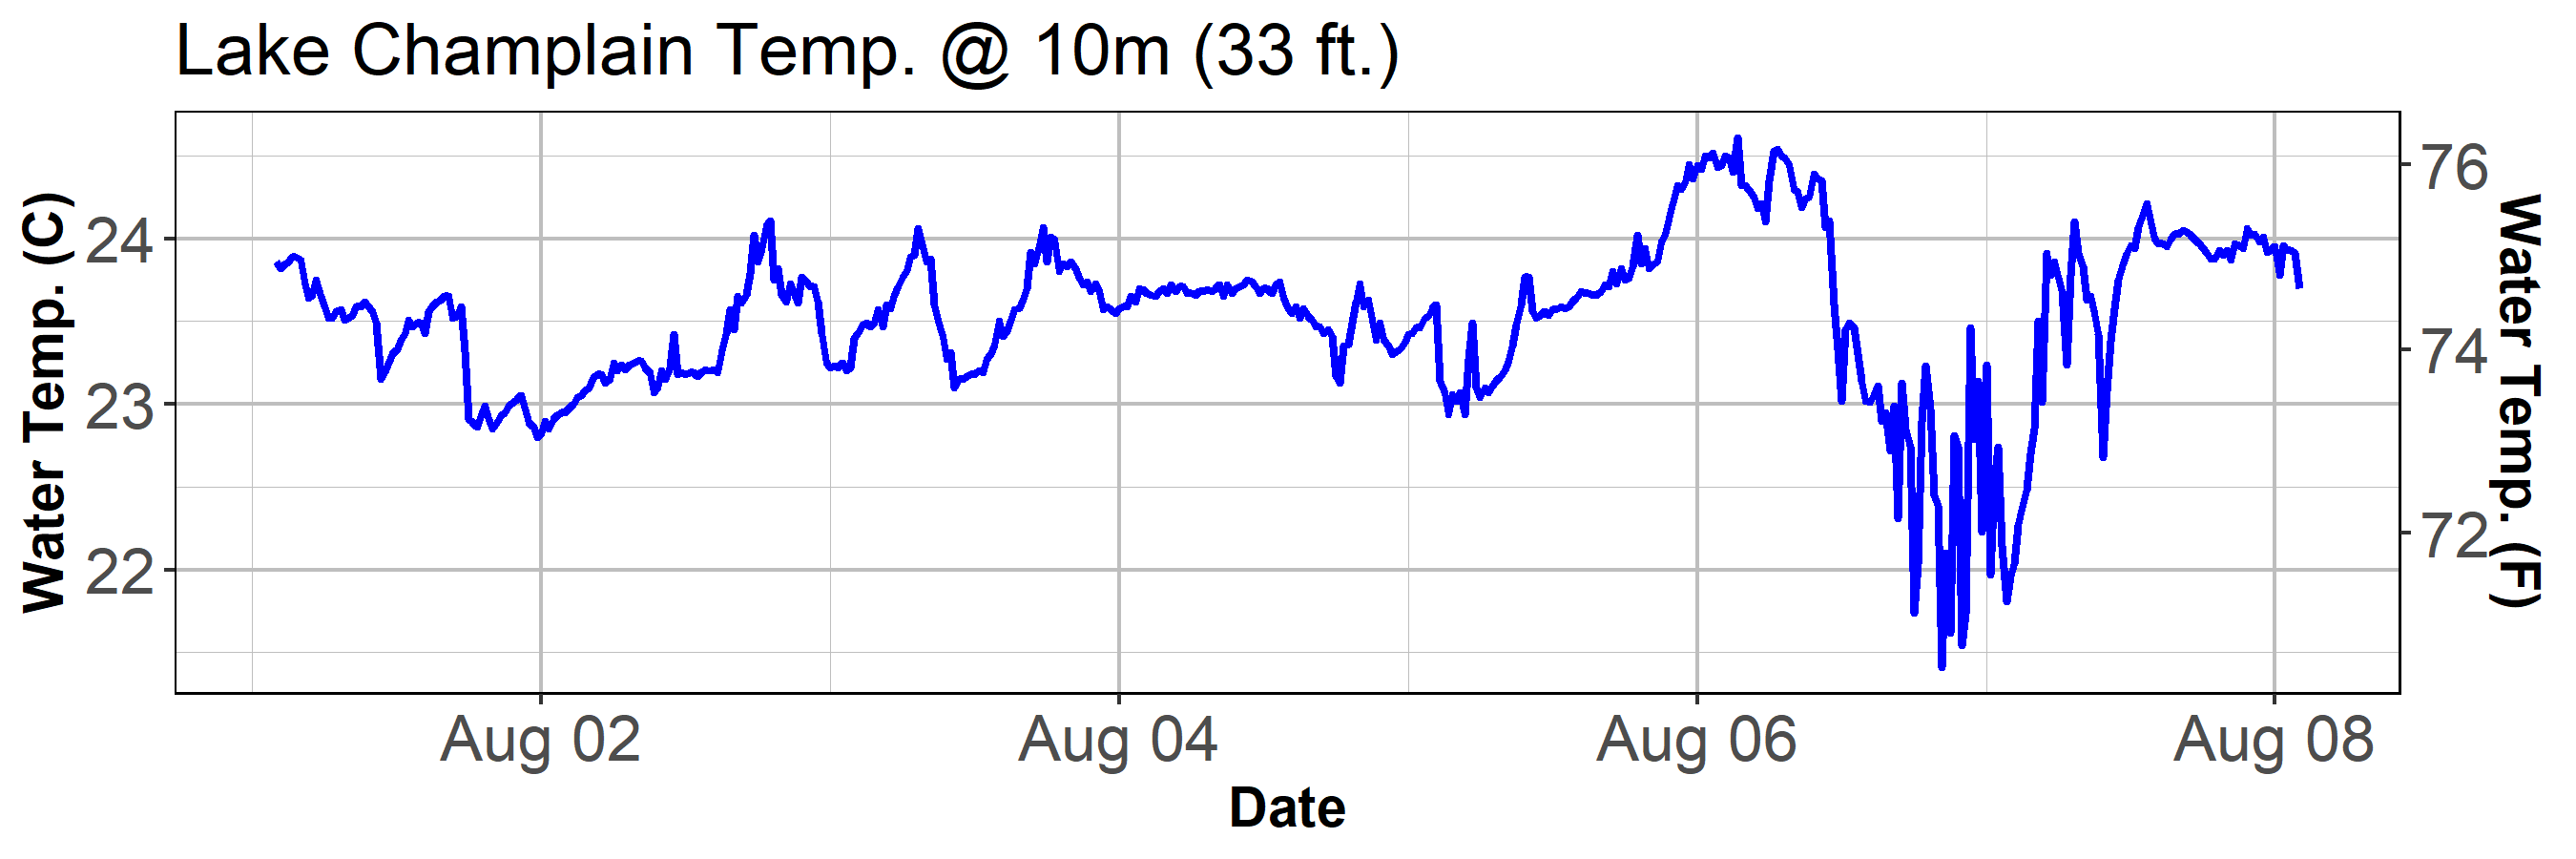 Lake Champlain Temp. @ 10m (33 ft.)
Water Temp. (C)
24
23
22
76
74
72
Water Temp. (F)
Aug 02
Aug 04
Aug 06
Aug 08
Date